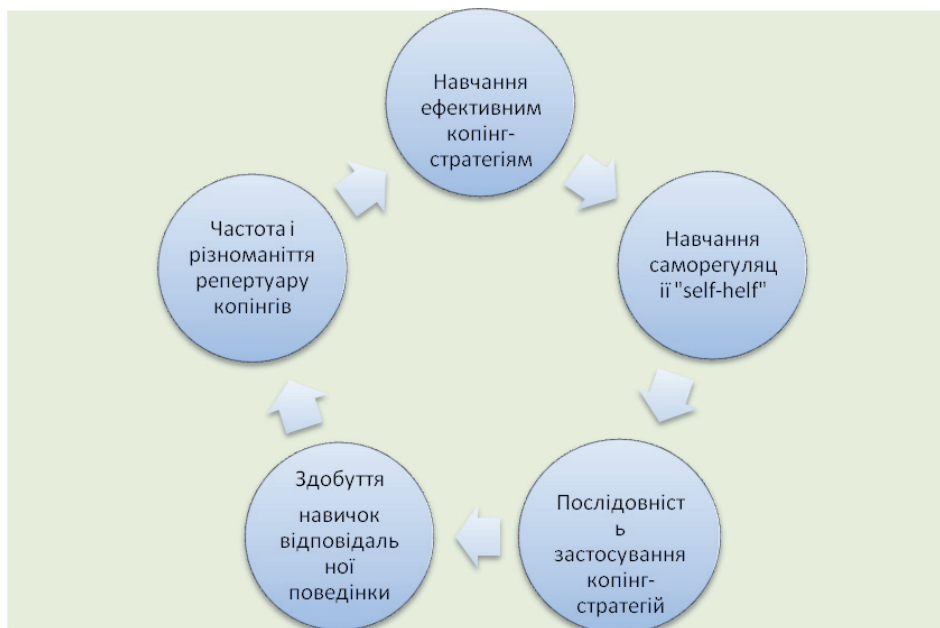 Навчання
ефективним
копінг-
стратегіям
Навчання
саморегуляц
ії "self-helf"
Послідовніст
ь
застосування
копінг-
стратегій
Здобуття
навичок
відповідаль
ної
поведінки
Частота і
різноманіття
репертуару
копінгів